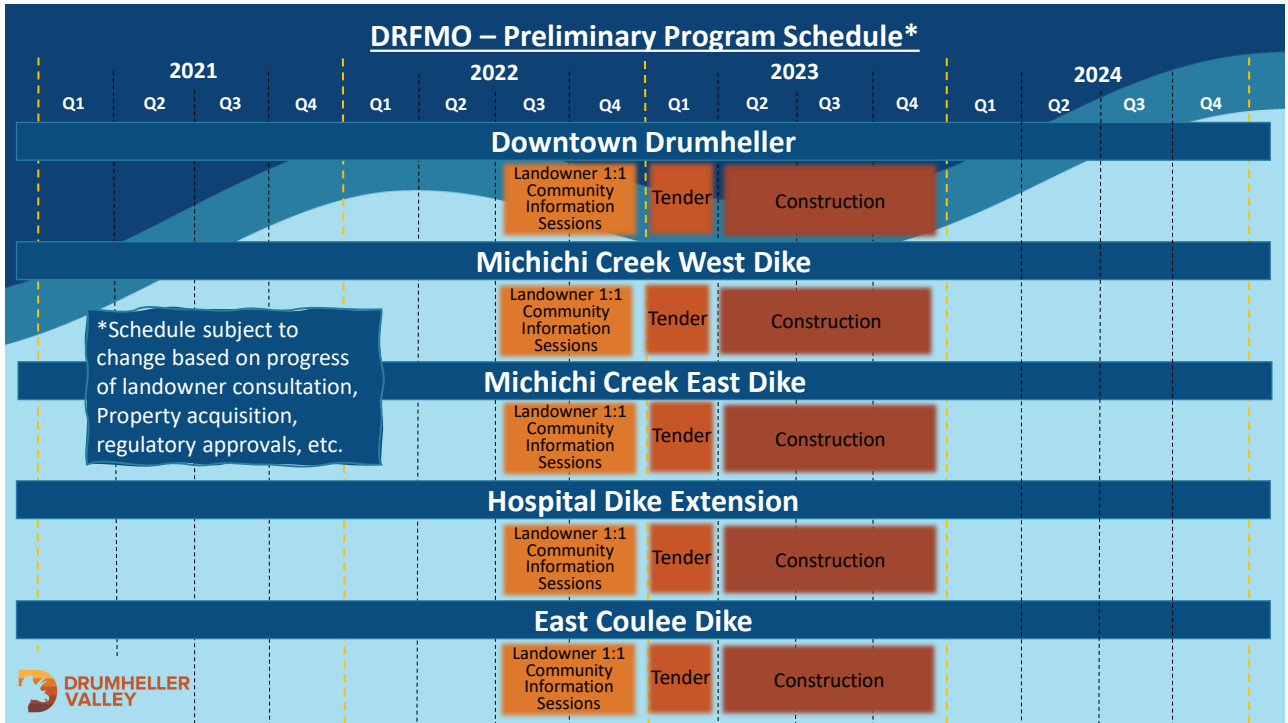 DRFMO – Preliminary Program Schedule*
2021 2022 2023 2024
Q1 Q2 Q3 Q4 Q1 Q2 Q3 Q4 Q1 Q2 Q3 Q4 Q1 Q2 Q3 Q4
Downtown Drumheller
Landowner 1:1
Community
Information
Sessions
Tender
Construction
Michichi Creek West Dike
Landowner 1:1
Community
Information
Sessions
Tender
Construction
*Schedule subject to
change based on progress
of landowner consultation,
Property acquisition,
regulatory approvals, etc.
Michichi Creek East Dike
Landowner 1:1
Community
Information
Sessions
Tender
Construction
Hospital Dike Extension
Landowner 1:1
Community
Information
Sessions
Tender
Construction
East Coulee Dike
Landowner 1:1
Community
Information
Sessions
Tender
Construction
DRUMHELLER
VALLEY